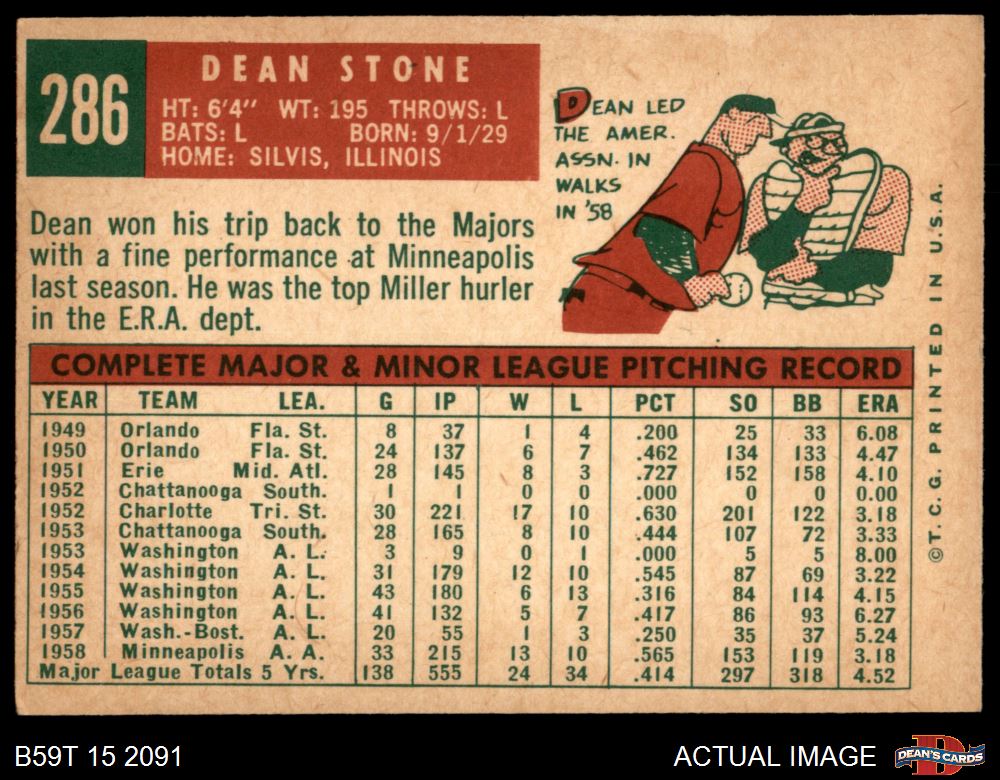 286
DEAN STONE
HT: 6'4" WT: 195 THROWS: L
BATS: L BORN: 9/1/29
HOME: SILVIS, ILLINOIS
DEAN LED
THE AMER.
ASSN. IN
WALKS
IN '58
Dean won his trip back to the Majors
with a fine performance at Minneapolis
last season. He was the top Miller hurler
in the E.R.A. dept.
COMPLETE MAJOR & MINOR LEAGUE PITCHING RECORD
YEAR TEAM LEA. G IP W L PCT SO BB ERA
1949 Orlando Fla. St. 8 37 1 4 .200 25 33 6.08
1950 Orlando Fla. St. 24 137 6 7 .462 134 133 4.47
1951 Erie Mid. Atl. 28 145 8 3 .727 152 158 4.10
1952 Chattanooga South. 1 1 0 0 .000 0 0 0.00
1952 Charlotte Tri. St. 30 221 17 10 .630 201 122 3.18
1953 Chattanooga South. 28 165 8 10 .444 107 72 3.33
1953 Washington A. L. 3 9 0 1 .000 5 5 8.00
1954 Washington A. L. 31 179 12 10 .545 87 69 3.22
1955 Washington A. L. 43 180 6 13 .316 84 114 4.15
1956 Washington A. L. 41 132 5 7 .417 86 93 6.27
1957 Wash.-Bost. A. L. 20 55 1 3 .250 35 37 5.24
1958 Minneapolis A. A. 33 215 13 10 .565 153 119 3.18
Major League Totals 5 Yrs. 138 555 24 34 .414 297 318 4.52
©T.C.G. PRINTED IN U.S.A.
B59T 15 2091
ACTUAL IMAGE
DEAN'S CARDS